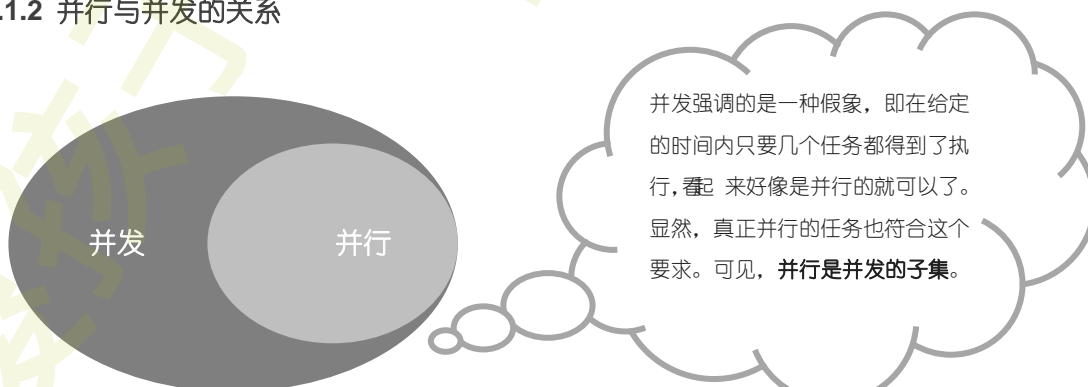 .1.2 并行与并发的关系
并发
并行
并发强调的是一种假象，即在给定
的时间内只要几个任务都得到了执
行，看起 来好像是并行的就可以了。
显然，真正并行的任务也符合这个
要求。可见，并行是并发的子集。